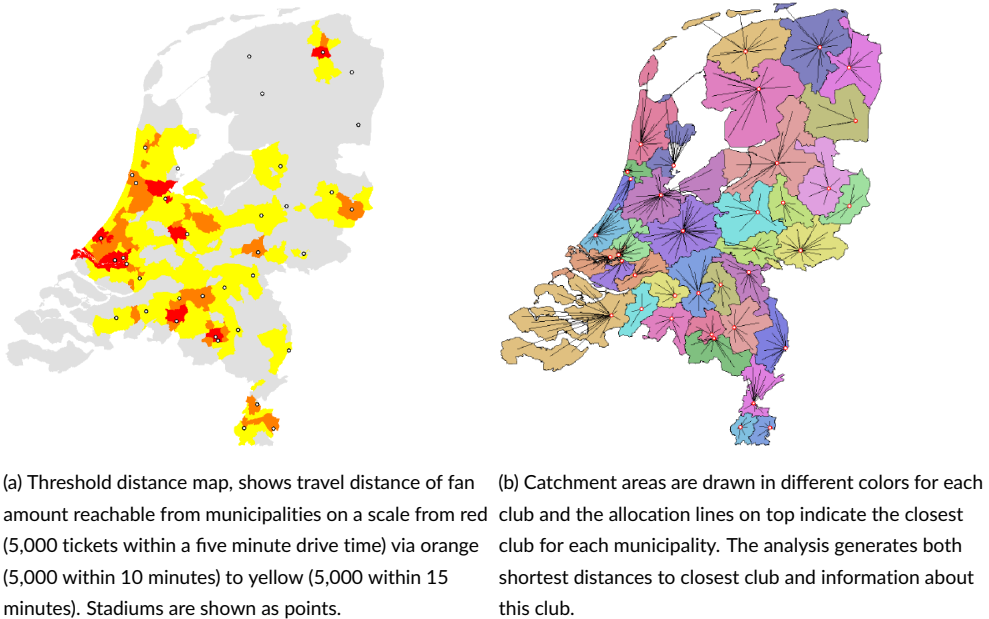 (a) Threshold distance map, shows travel distance of fan
amount reachable from municipalities on a scale from red
(5,000 tickets within a five minute drive time) via orange
(5,000 within 10 minutes) to yellow (5,000 within 15
minutes). Stadiums are shown as points.
(b) Catchment areas are drawn in different colors for each
club and the allocation lines on top indicate the closest
club for each municipality. The analysis generates both
shortest distances to closest club and information about
this club.